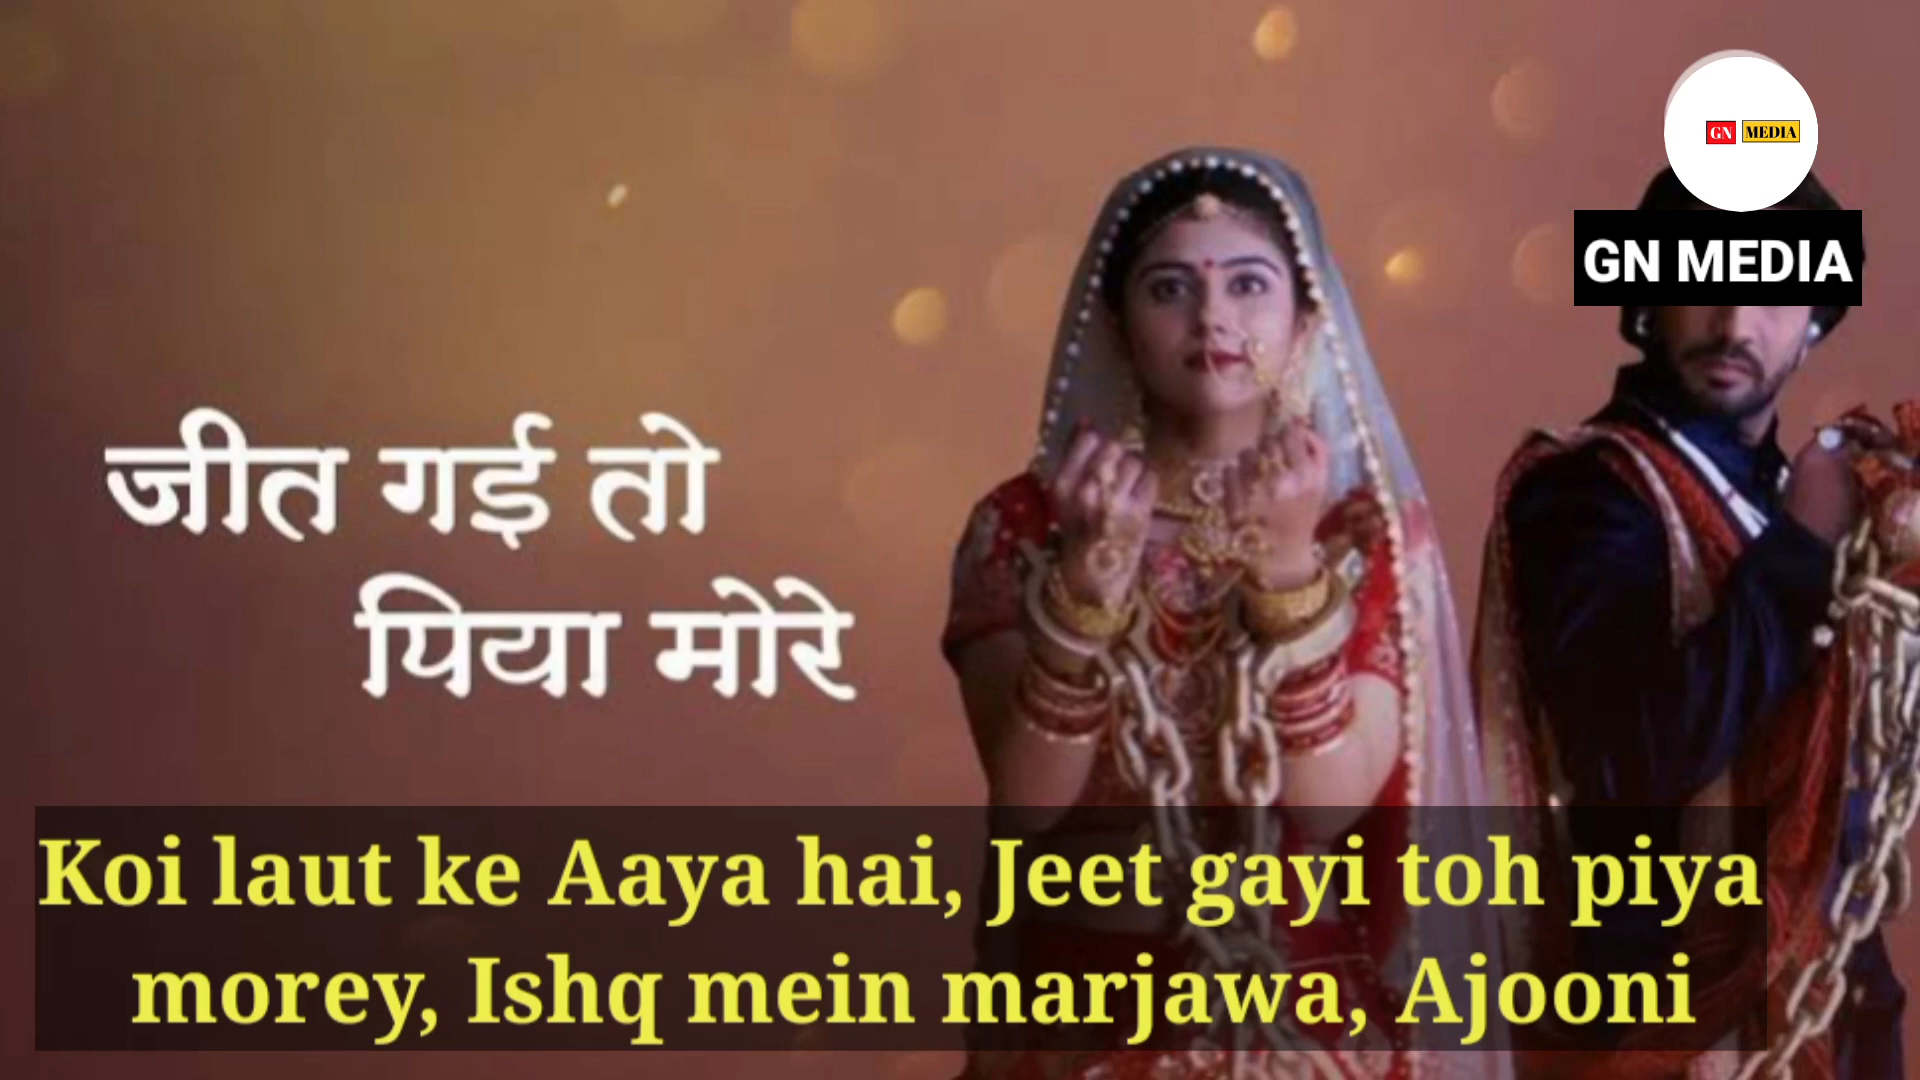 GN MEDIA
GN MEDIA
जीत गई तो
पिया मोरे
Koi laut ke Aaya hai, Jeet gayi toh piya
morey, Ishq mein marjawa, Ajooni